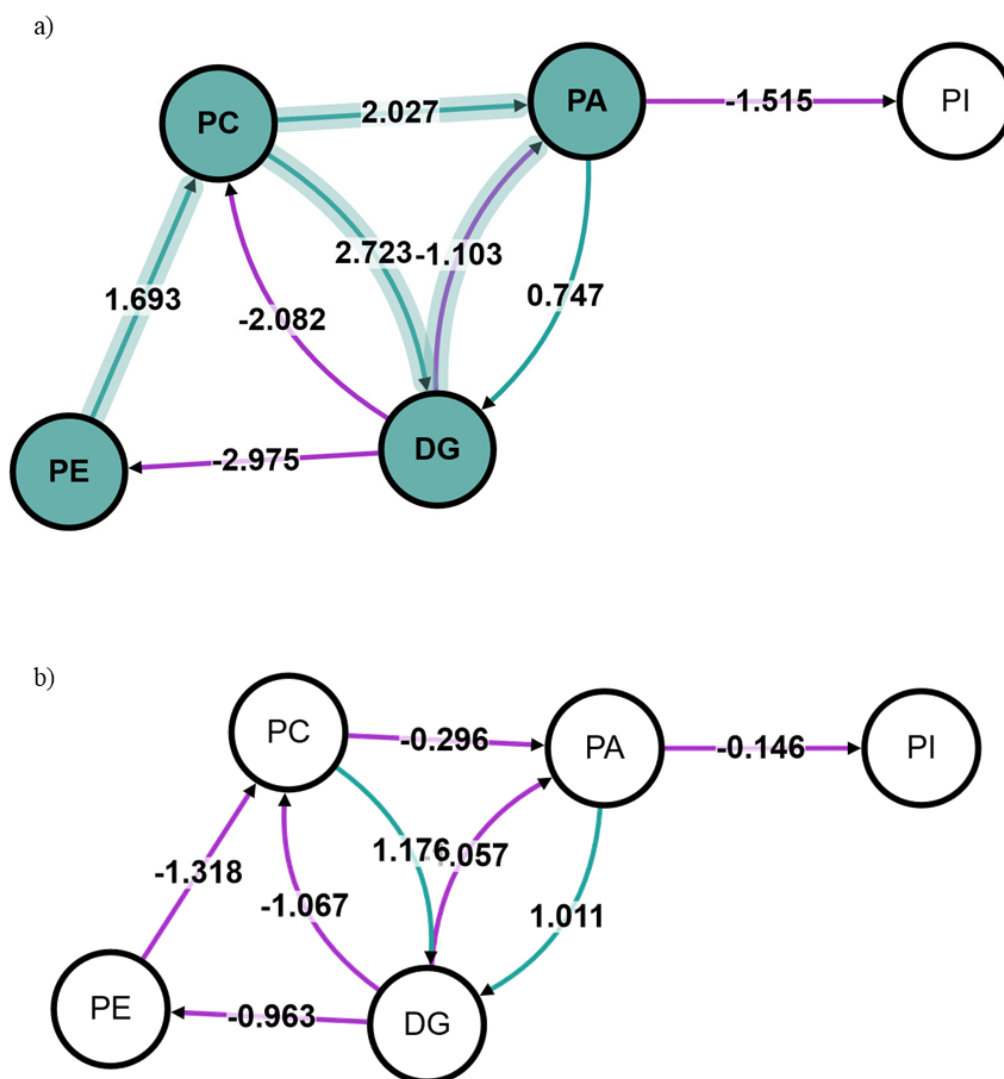 a)
PC
PA
PI
2.027
-1.515
2.723
-1.103
0.747
1.693
-2.082
PE
DG
-2.975
b)
PC
PA
PI
-0.296
-0.146
1.176
-1.057
-1.318
-1.067
1.011
PE
DG
-0.963